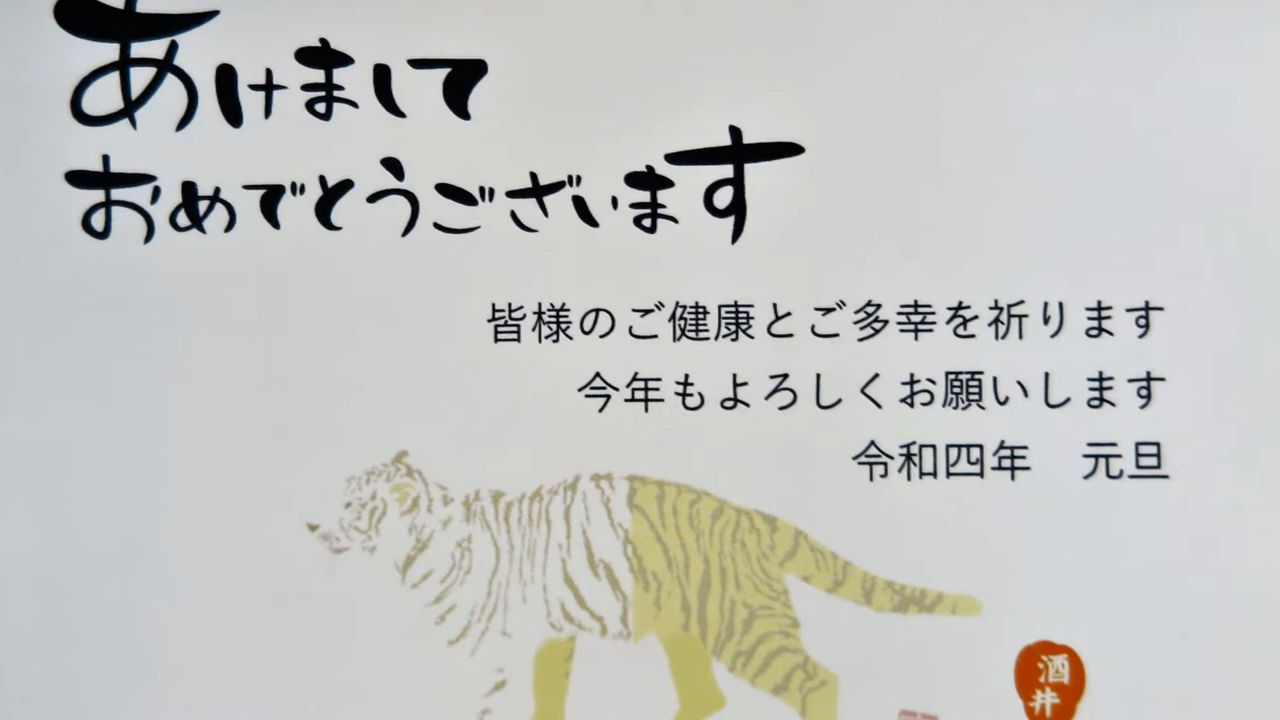 あけまして
おめでとうございます
皆様のご健康とご多幸を祈ります
今年もよろしくお願いします
令和四年　元旦
酒井